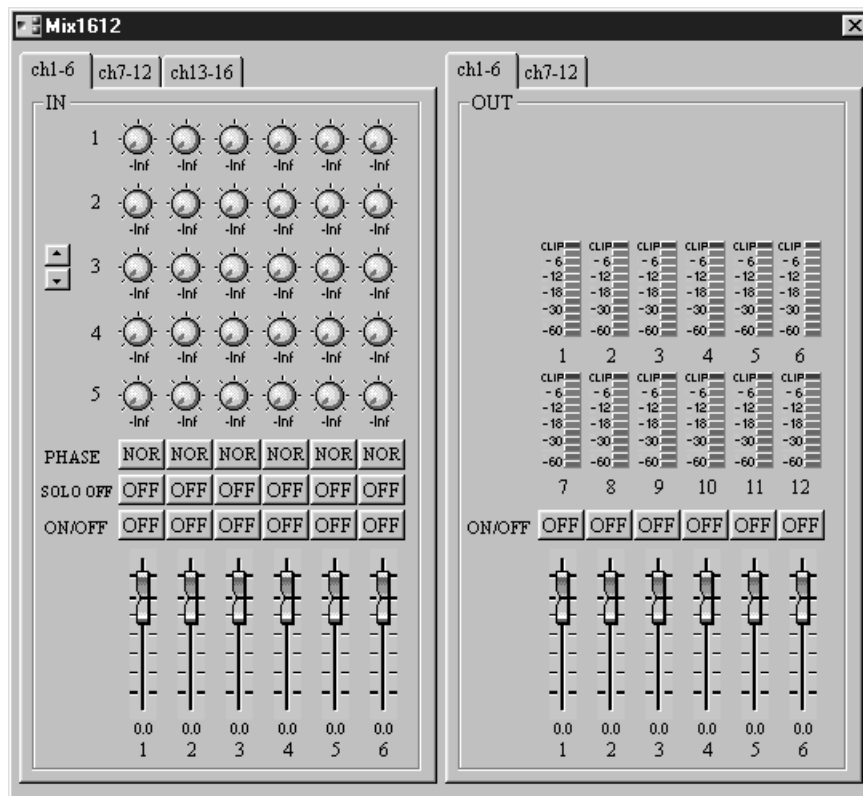 Mix1612
ch1-6 ch7-12 ch13-16
IN
1
-Inf -Inf -Inf -Inf -Inf -Inf
2
-Inf -Inf -Inf -Inf -Inf -Inf
3
-Inf -Inf -Inf -Inf -Inf -Inf
4
-Inf -Inf -Inf -Inf -Inf -Inf
5
-Inf -Inf -Inf -Inf -Inf -Inf
PHASE NOR NOR NOR NOR NOR NOR
SOLO OFF OFF OFF OFF OFF OFF OFF
ON/OFF OFF OFF OFF OFF OFF OFF
0.0 0.0 0.0 0.0 0.0 0.0
1 2 3 4 5 6
ch1-6 ch7-12
OUT
CLIP CLIP CLIP CLIP CLIP CLIP
-6 -6 -6 -6 -6 -6
-12 -12 -12 -12 -12 -12
-18 -18 -18 -18 -18 -18
-30 -30 -30 -30 -30 -30
-60 -60 -60 -60 -60 -60
1 2 3 4 5 6
CLIP CLIP CLIP CLIP CLIP CLIP
-6 -6 -6 -6 -6 -6
-12 -12 -12 -12 -12 -12
-18 -18 -18 -18 -18 -18
-30 -30 -30 -30 -30 -30
-60 -60 -60 -60 -60 -60
7 8 9 10 11 12
ON/OFF OFF OFF OFF OFF OFF OFF
0.0 0.0 0.0 0.0 0.0 0.0
1 2 3 4 5 6